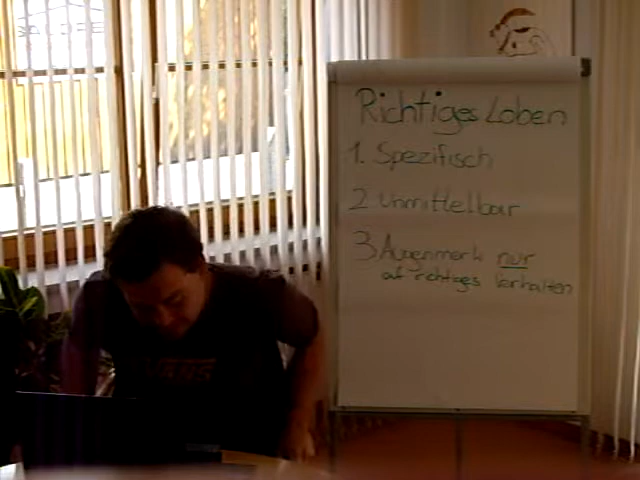 Richtiges Loben
1. Spezifisch
2 unmittelbar
3 Augenmerk nur
auf richtiges Verhalten